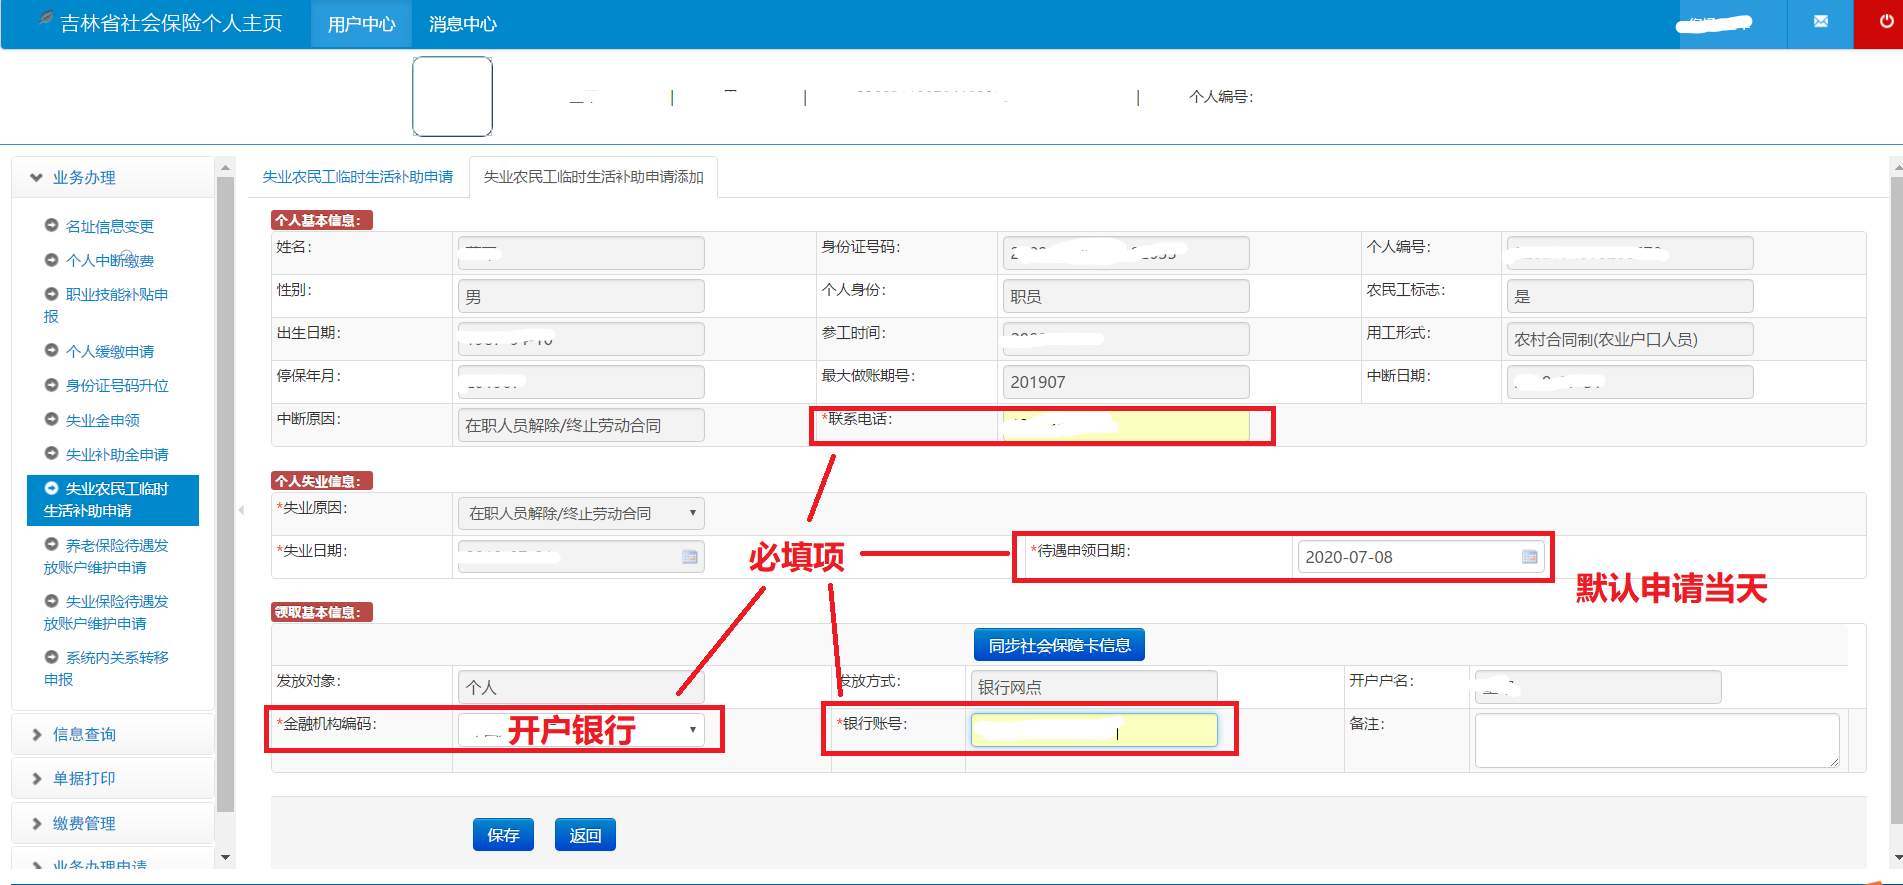 吉林省社会保险个人主页 用户中心 消息中心
个人编号：
业务办理
名址信息变更
个人中断缴费
职业技能补贴申
报
个人缓缴申请
身份证号码升位
失业金申领
失业补助金申请
失业农民工临时
生活补助申请
养老保险待遇发
放账户维护申请
失业保险待遇发
放账户维护申请
系统内关系转移
申报
信息查询
单据打印
缴费管理
业务办理申请
失业农民工临时生活补助申请 失业农民工临时生活补助申请添加
个人基本信息：
姓名： 身份证号码： 个人编号：
性别： 男 个人身份： 职员 农民工标志： 是
出生日期： 参工时间： 用工形式： 农村合同制(农业户口人员)
停保年月： 最大做账期号： 201907 中断日期：
中断原因： 在职人员解除/终止劳动合同 *联系电话：
个人失业信息：
*失业原因： 在职人员解除/终止劳动合同
*失业日期： 必填项 *待遇申领日期： 2020-07-08
默认申请当天
领取基本信息：
同步社会保障卡信息
发放对象： 个人 发放方式： 银行网点 开户户名：
*金融机构编码： 开户银行 *银行账号： 备注：
保存 返回